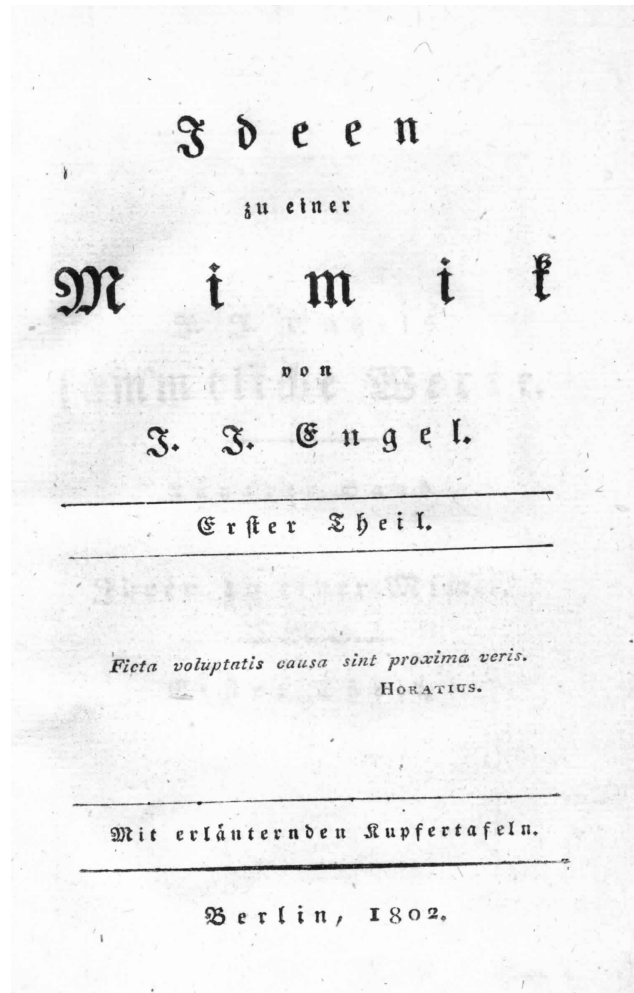 Ideen
zu einer
Mimik
von
J. J. Engel.
Erster Theil.
Ficta voluptatis causa sint proxima veris.
HORATIUS.
Mit erläuternden Kupfertafeln.
Berlin, 1802.